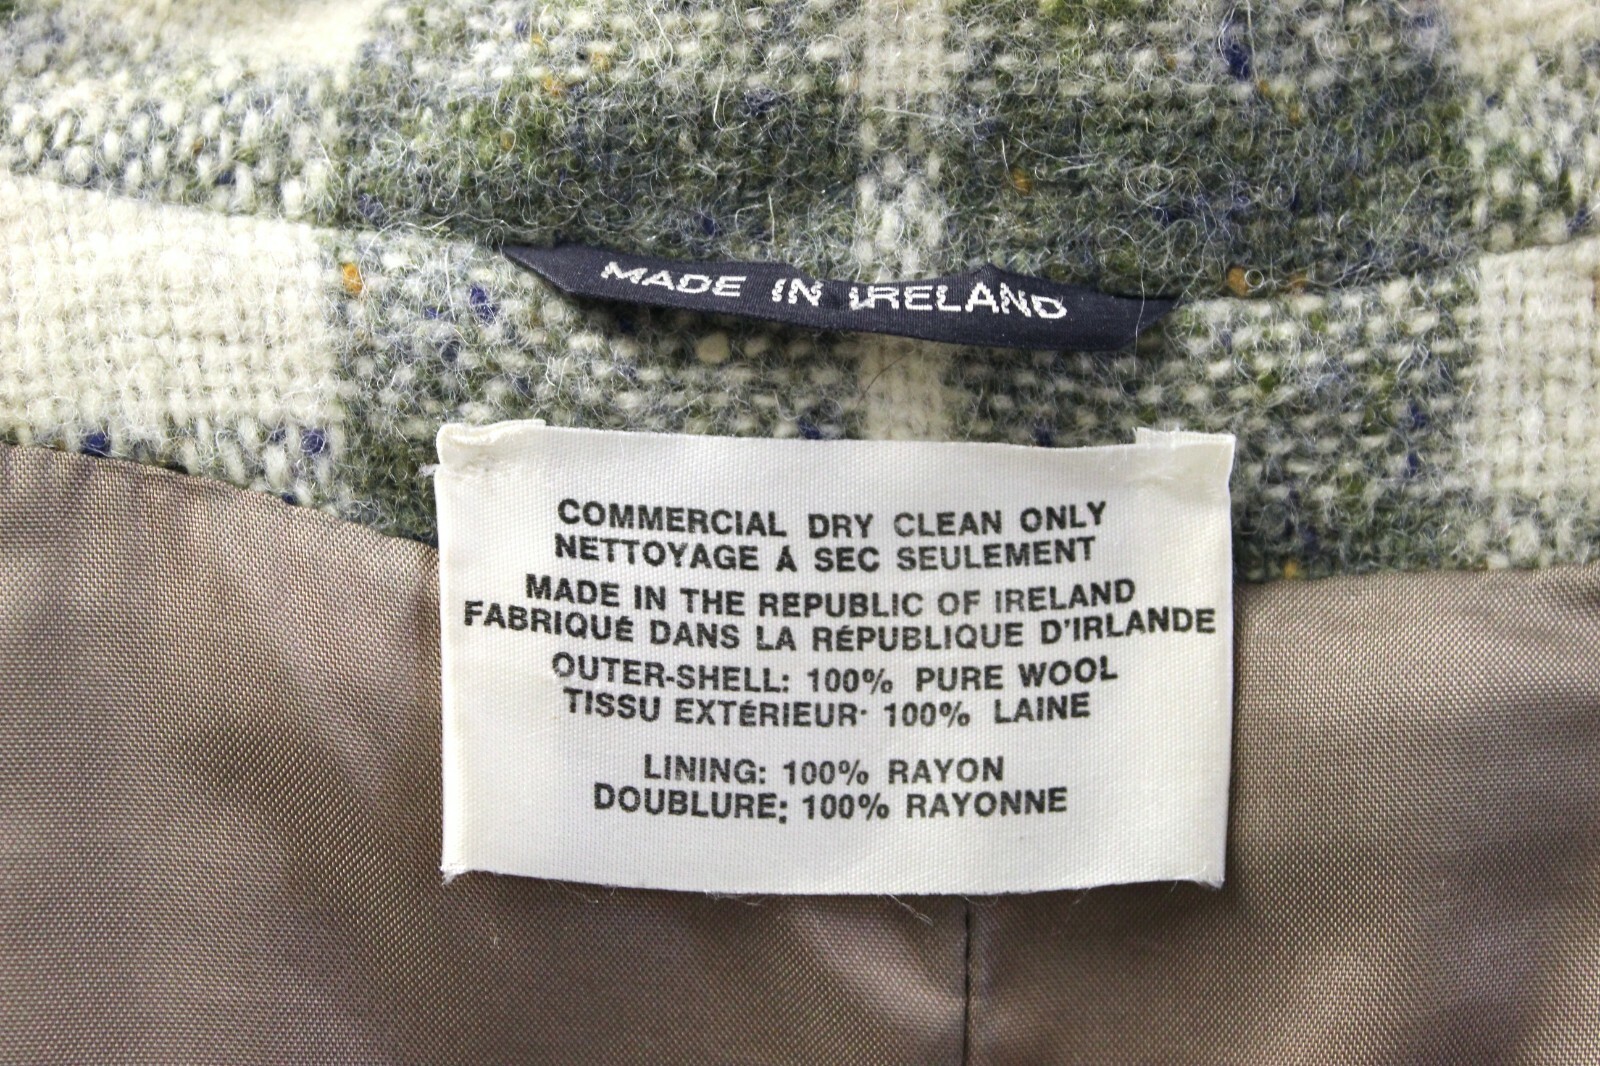 MADE IN IRELAND
COMMERCIAL DRY CLEAN ONLY
NETTOYAGE Á SEC SEULEMENT
MADE IN THE REPUBLIC OF IRELAND
FABRIQUÉ DANS LA RÉPUBLIQUE D'IRLANDE
OUTER-SHELL: 100% PURE WOOL
TISSU EXTÉRIEUR· 100% LAINE
LINING: 100% RAYON
DOUBLURE: 100% RAYONNE